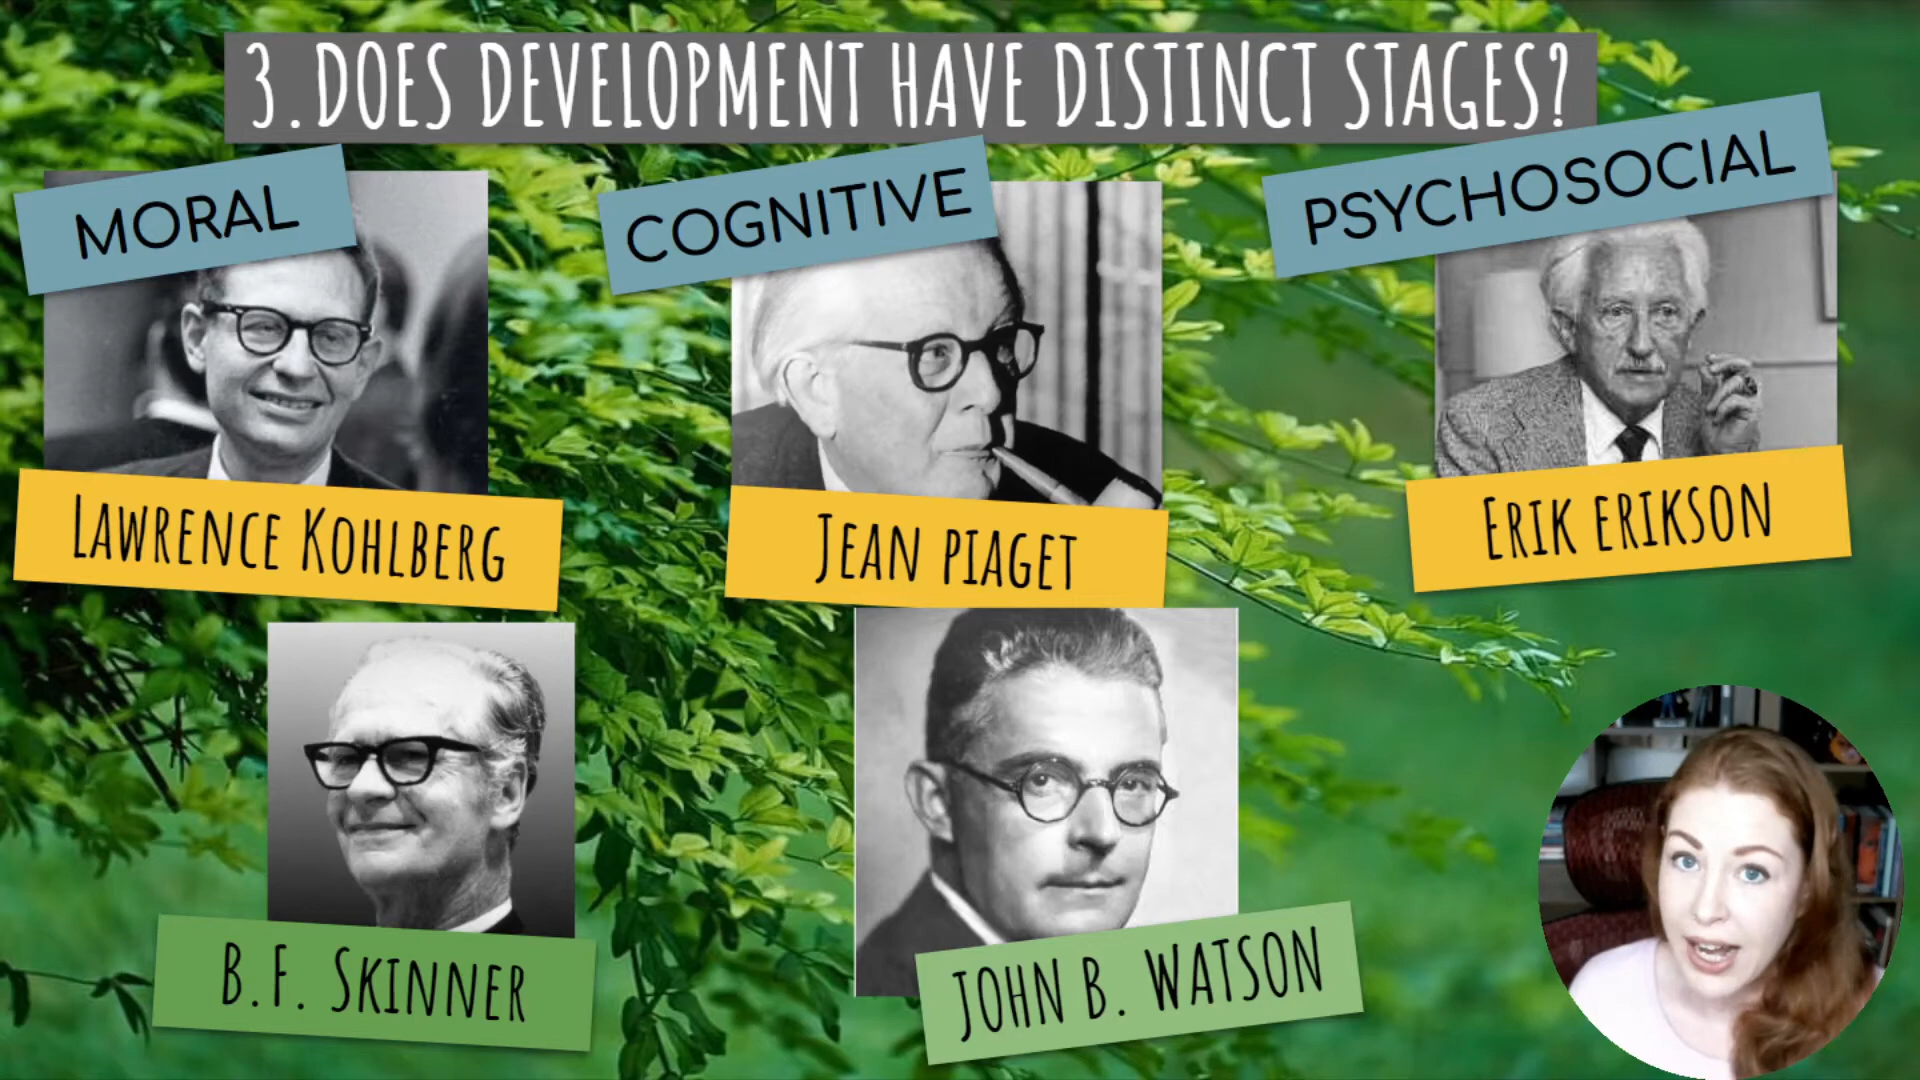 3. DOES DEVELOPMENT HAVE DISTINCT STAGES?
MORAL
COGNITIVE
PSYCHOSOCIAL
LAWRENCE KOHLBERG
JEAN PIAGET
ERIK ERIKSON
B.F. SKINNER
JOHN B. WATSON